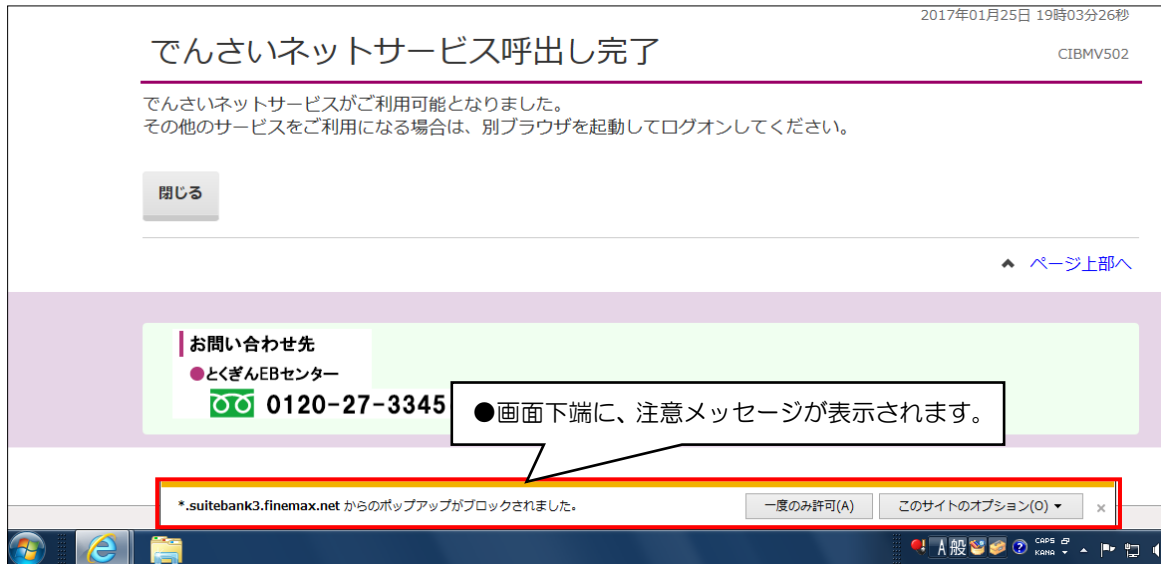 2017年01月25日 19時03分26秒
でんさいネットサービス呼出し完了
CIBMV502
でんさいネットサービスがご利用可能となりました。
その他のサービスをご利用になる場合は、別ブラウザを起動してログオンしてください。
閉じる
ページ上部へ
お問い合わせ先
●とくぎんEBセンター
0120-27-3345
●画面下端に、注意メッセージが表示されます。
*.suitebank3.finemax.net からのポップアップがブロックされました。
一度のみ許可(A)
このサイトのオプション(O) ▼
×
A 般
CAPS
KANA